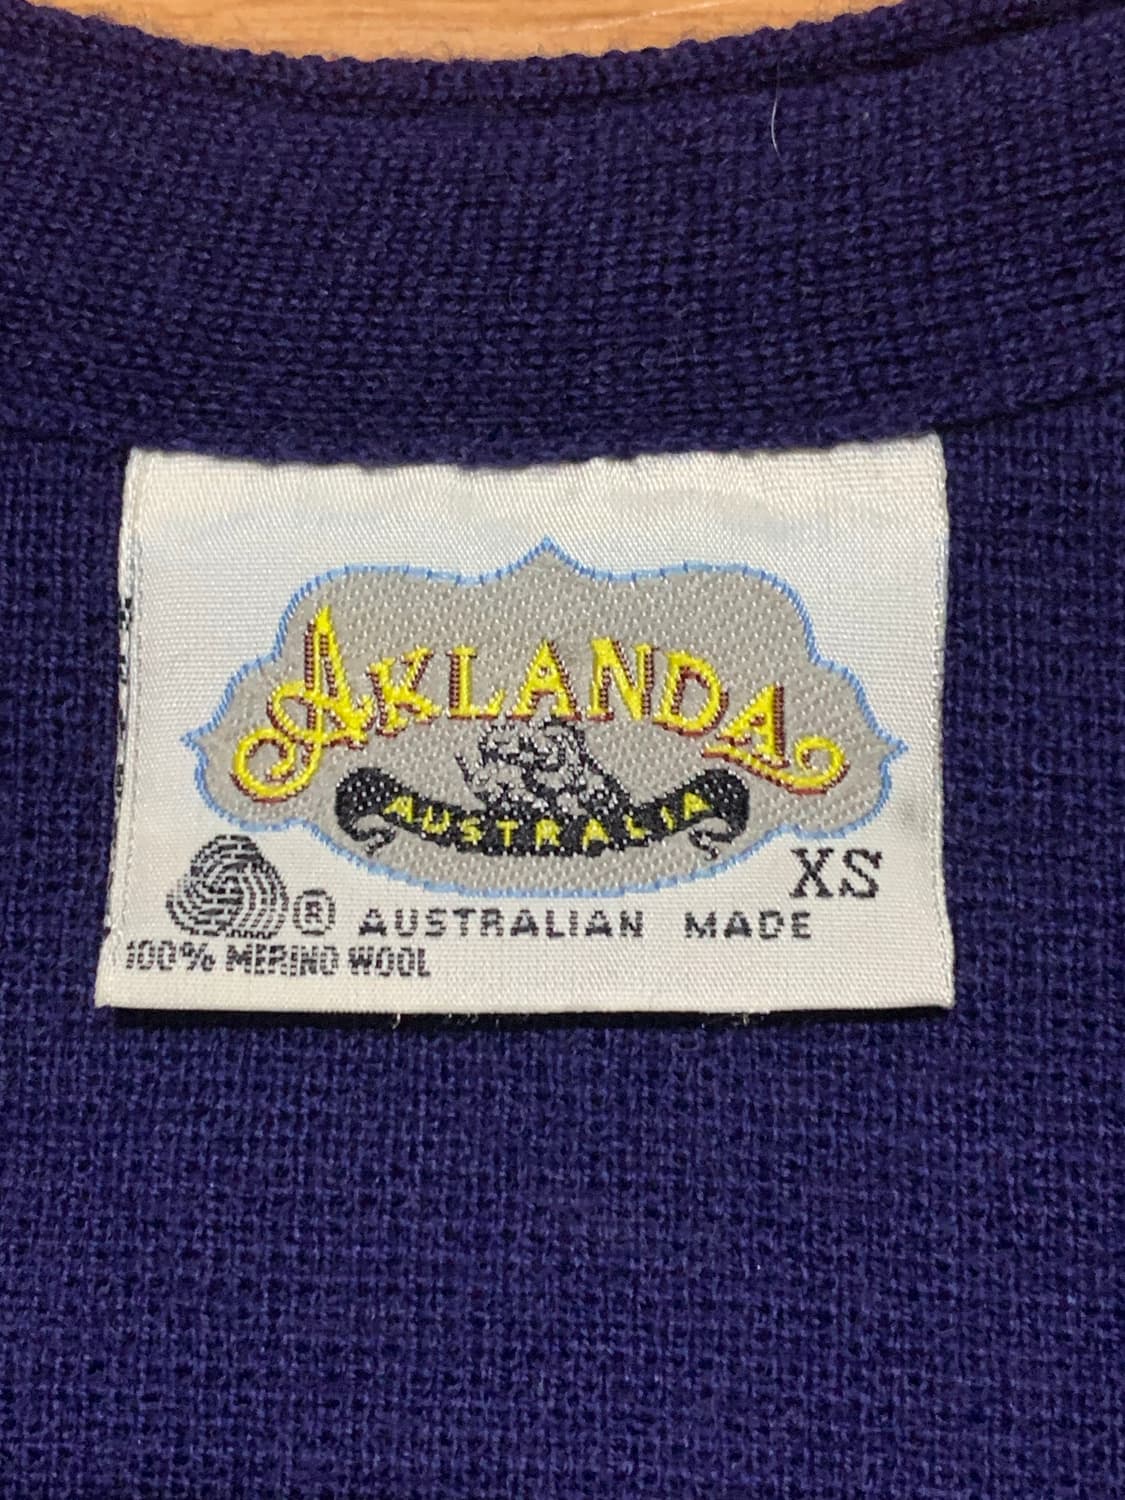 AKLANDA
AUSTRALIA
XS
® AUSTRALIAN MADE
100% MERINO WOOL